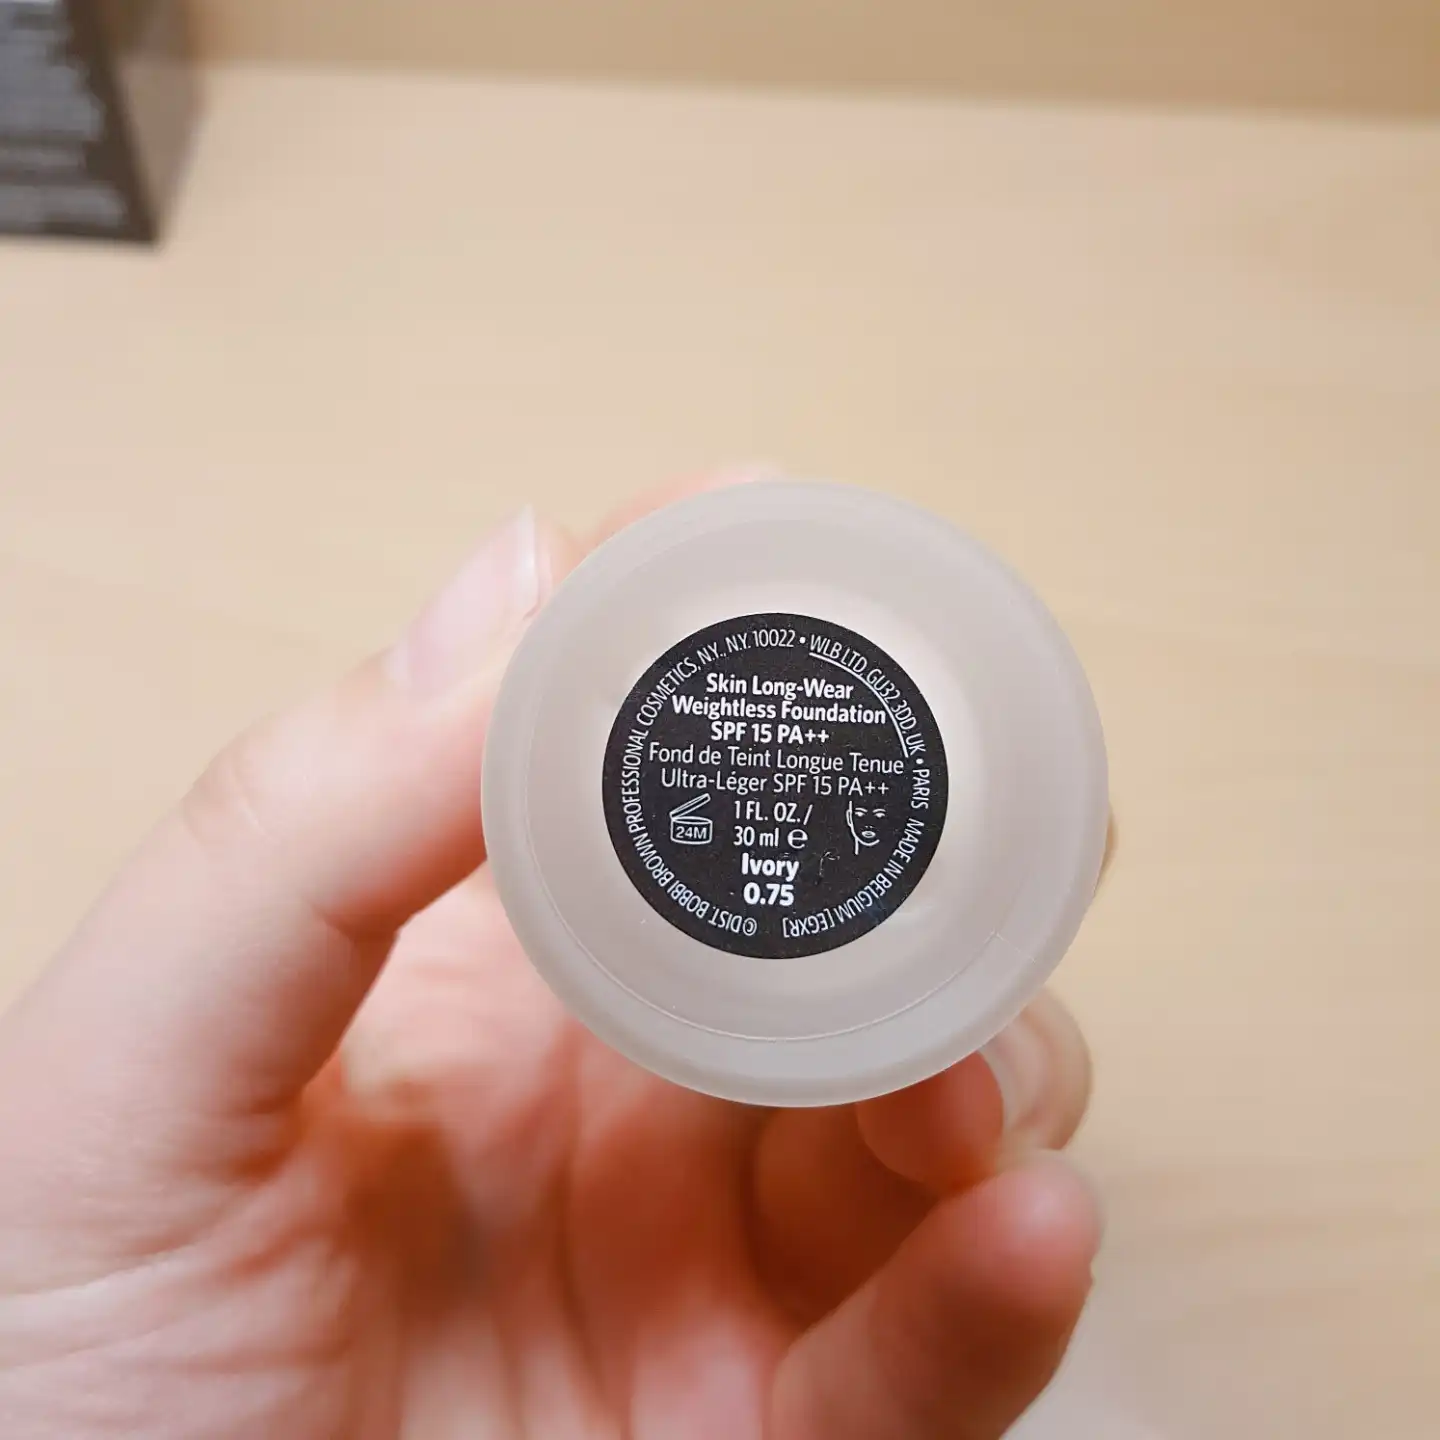 Skin Long-Wear
Weightless Foundation
SPF 15 PA++
Fond de Teint Longue Tenue
Ultra-Léger SPF 15 PA++
24M
1 FL. OZ./
30 ml e
Ivory
0.75
©DIST. BOBBI BROWN PROFESSIONAL COSMETICS, N.Y., N.Y. 10022 • WLB LTD. GU32 3DD. UK • PARIS MADE IN BELGIUM [EGXR]